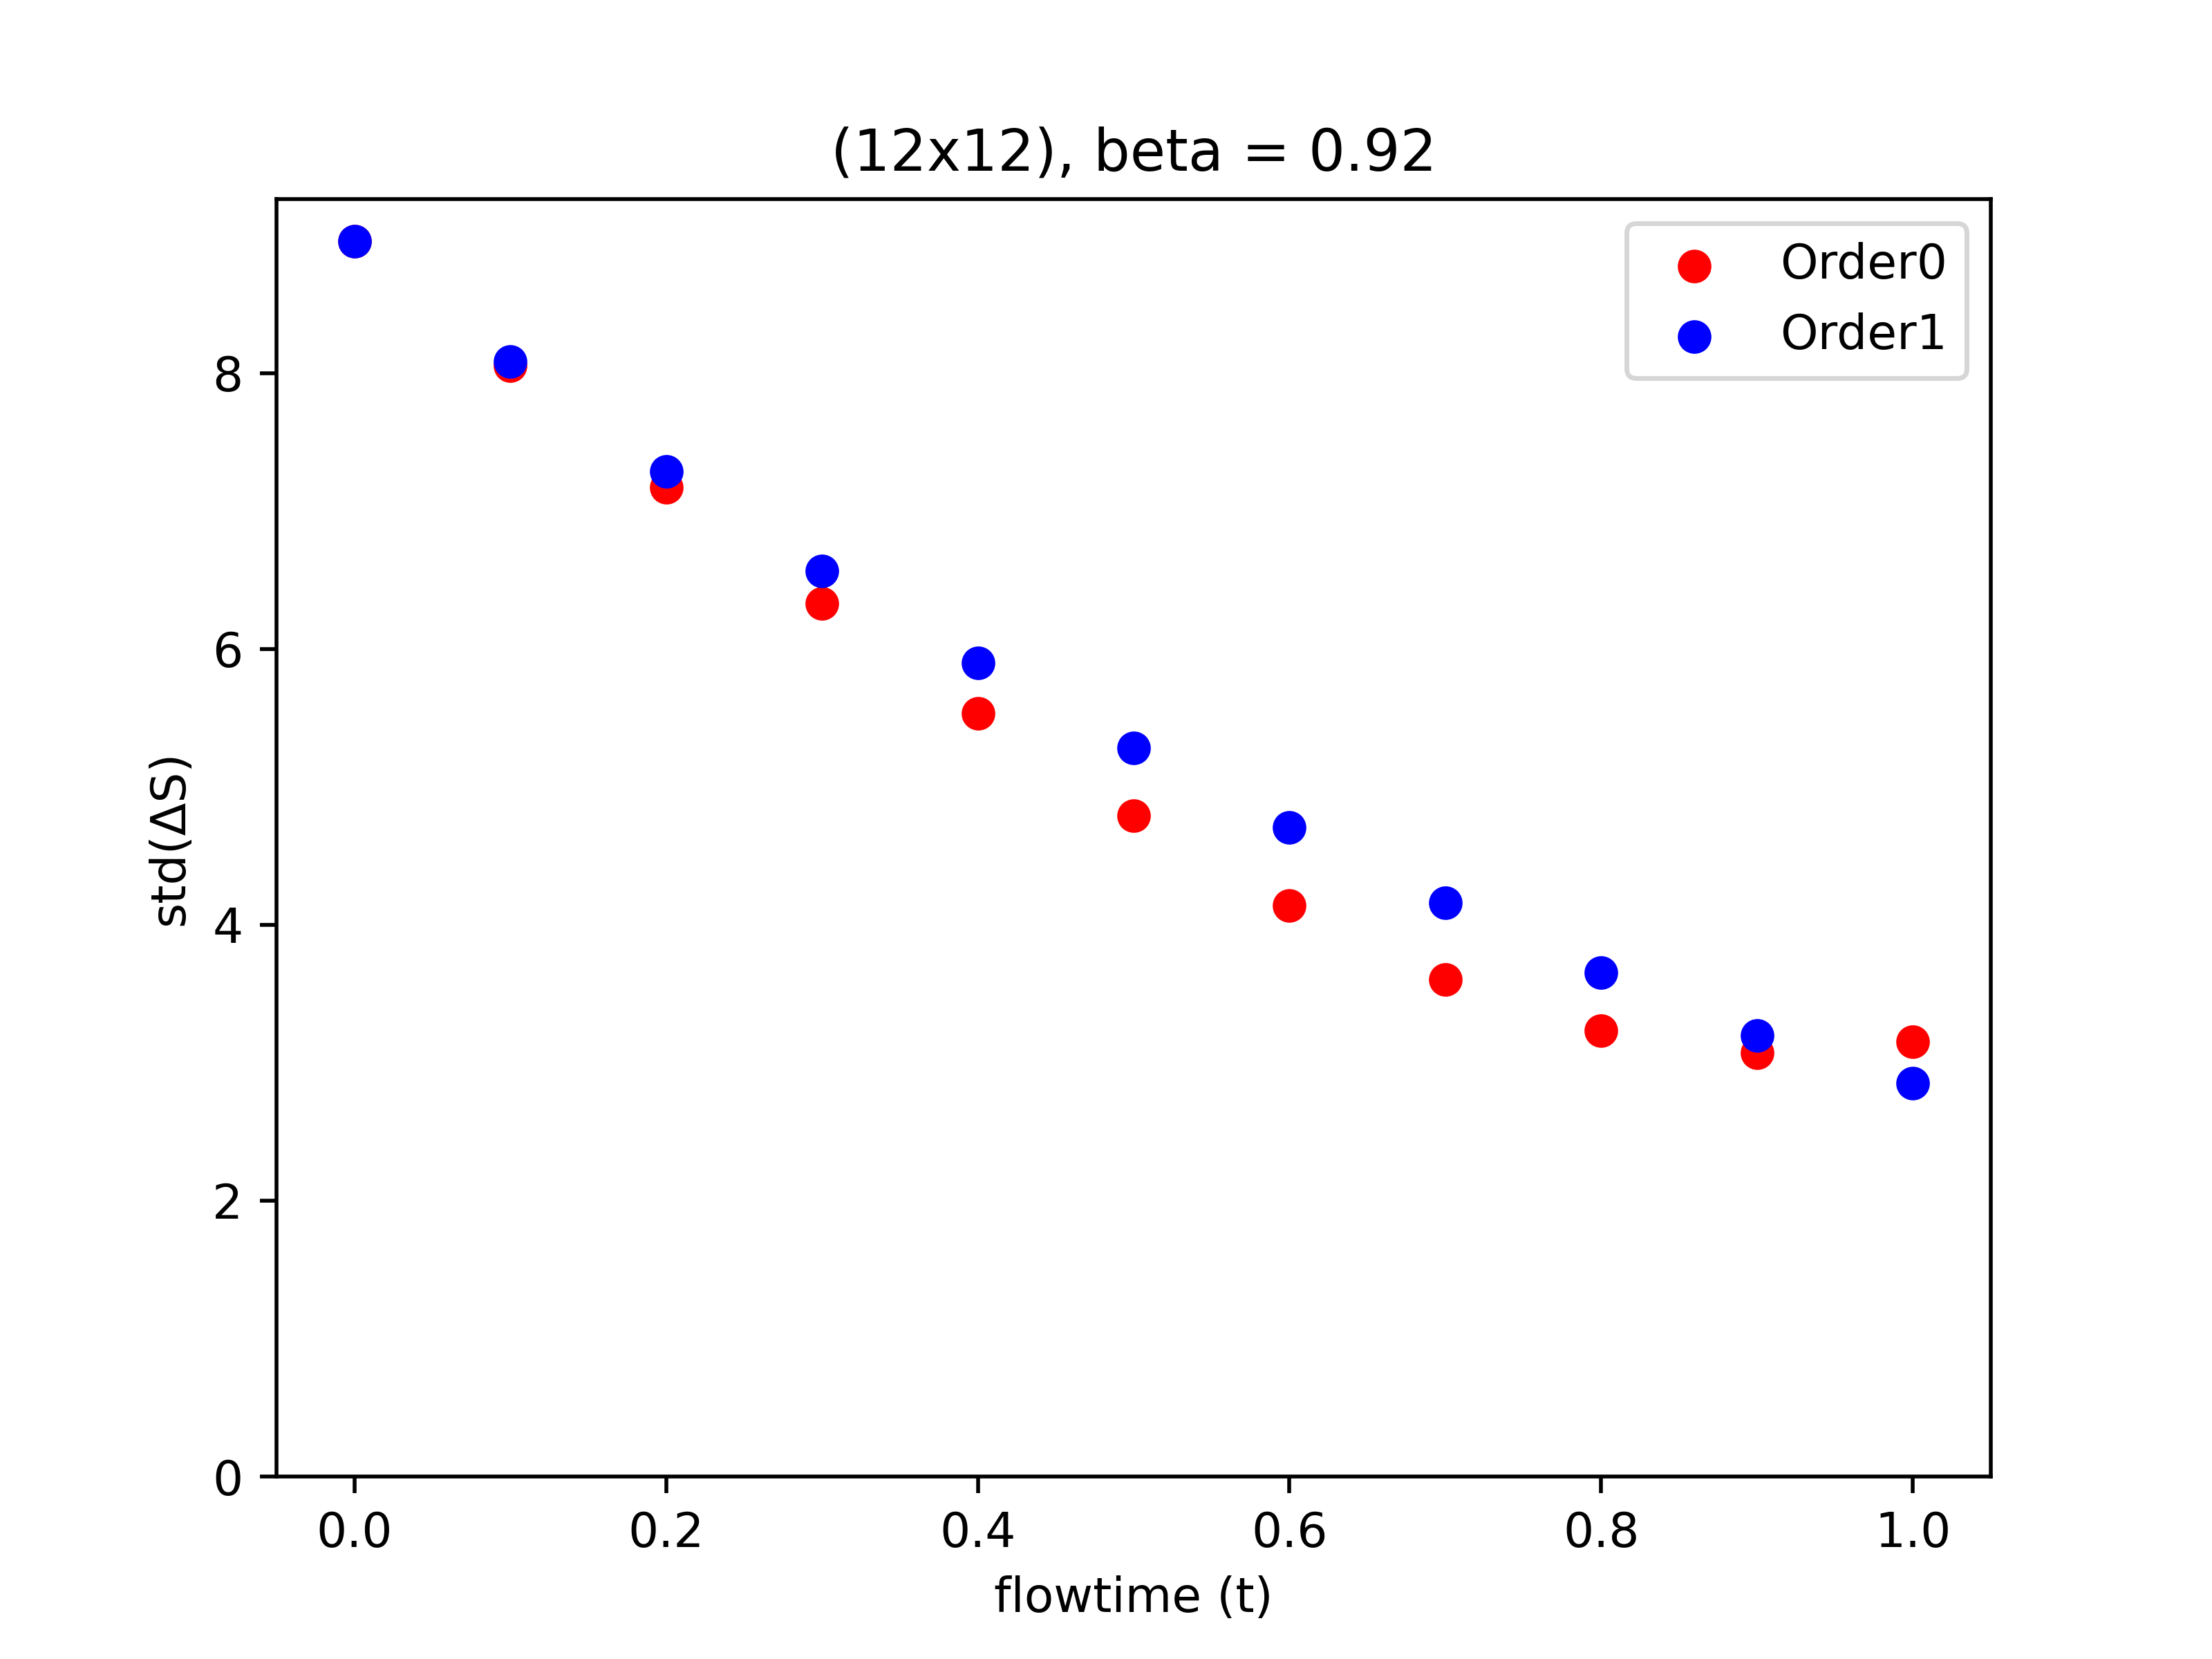 (12x12), beta = 0.92
Order0
Order1
std(ΔS)
8
6
4
2
0
0.0 0.2 0.4 0.6 0.8 1.0
flowtime (t)